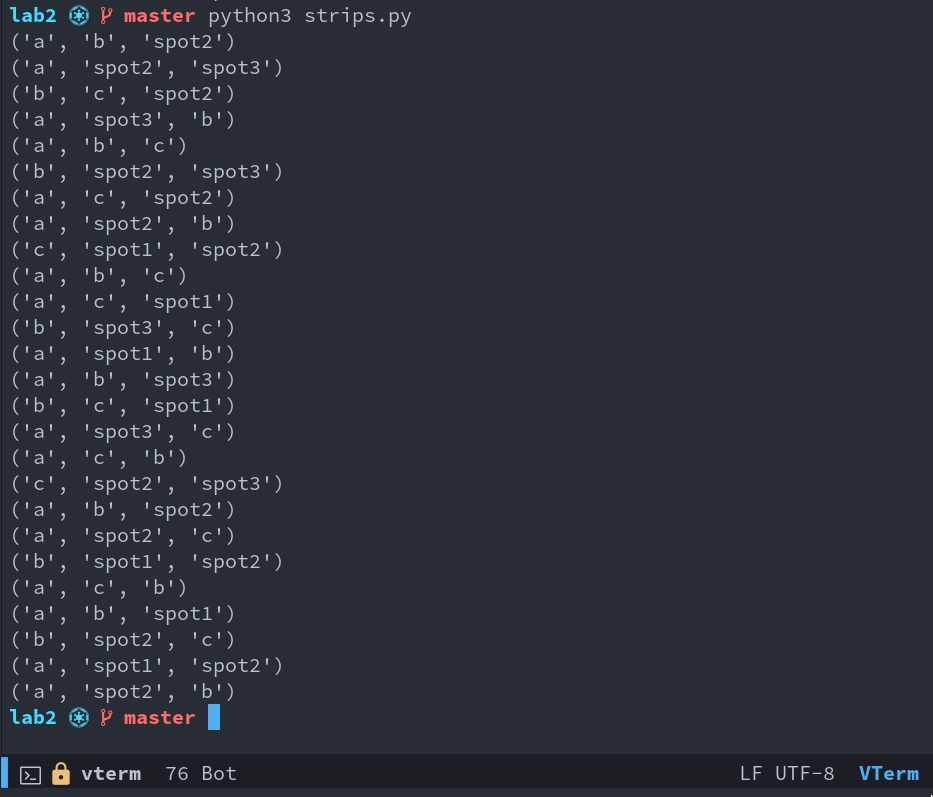 lab2 master python3 strips.py
('a', 'b', 'spot2')
('a', 'spot2', 'spot3')
('b', 'c', 'spot2')
('a', 'spot3', 'b')
('a', 'b', 'c')
('b', 'spot2', 'spot3')
('a', 'c', 'spot2')
('a', 'spot2', 'b')
('c', 'spot1', 'spot2')
('a', 'b', 'c')
('a', 'c', 'spot1')
('b', 'spot3', 'c')
('a', 'spot1', 'b')
('a', 'b', 'spot3')
('b', 'c', 'spot1')
('a', 'spot3', 'c')
('a', 'c', 'b')
('c', 'spot2', 'spot3')
('a', 'b', 'spot2')
('a', 'spot2', 'c')
('b', 'spot1', 'spot2')
('a', 'c', 'b')
('a', 'b', 'spot1')
('b', 'spot2', 'c')
('a', 'spot1', 'spot2')
('a', 'spot2', 'b')
lab2 master
vterm 76 Bot LF UTF-8 VTerm